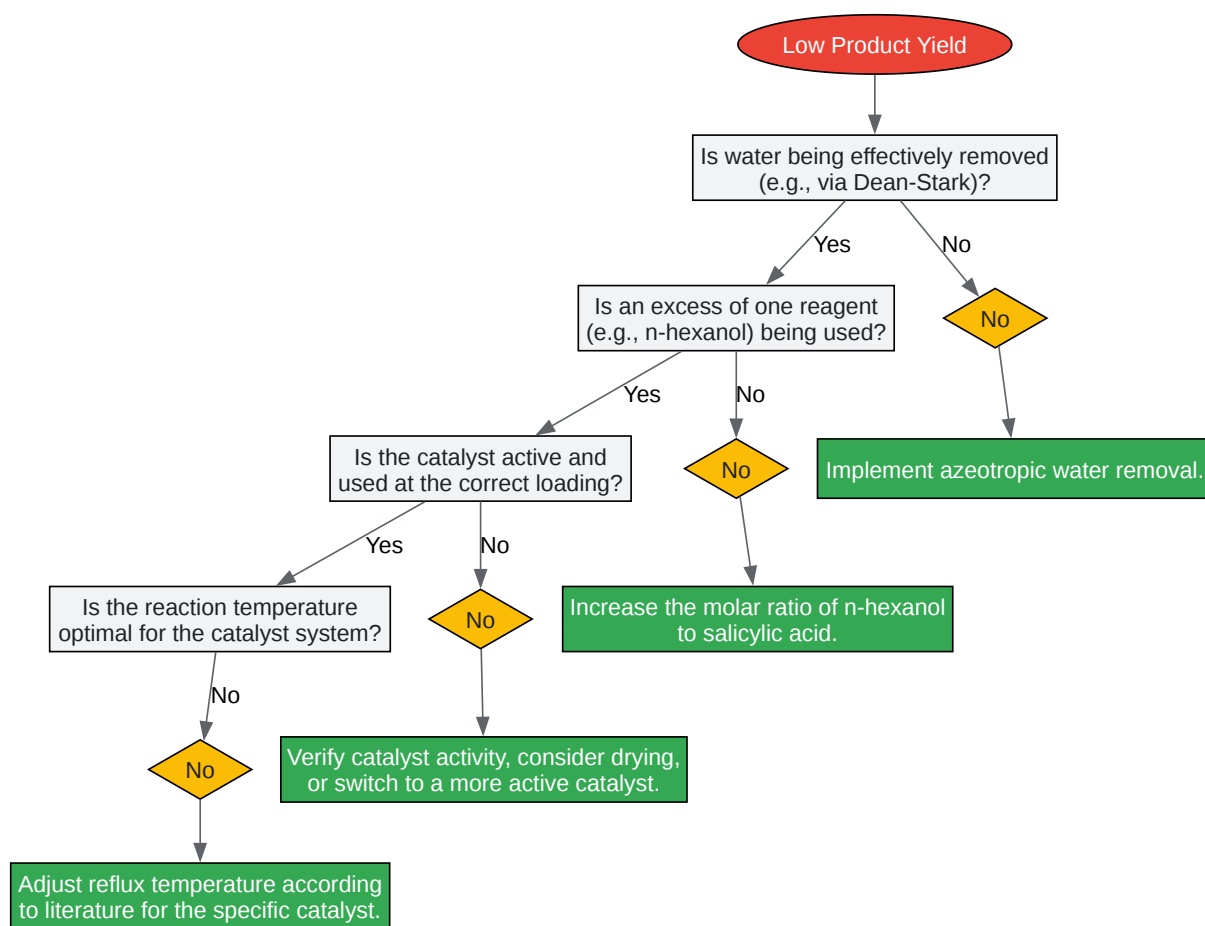 Low Product Yield
Is water being effectively removed
(e.g., via Dean-Stark)?
Yes
No
Is an excess of one reagent
(e.g., n-hexanol) being used?
No
Yes
No
Is the catalyst active and
used at the correct loading?
No
Implement azeotropic water removal.
Yes
No
Is the reaction temperature
optimal for the catalyst system?
No
Increase the molar ratio of n-hexanol
to salicylic acid.
No
No
Verify catalyst activity, consider drying,
or switch to a more active catalyst.
Adjust reflux temperature according
to literature for the specific catalyst.